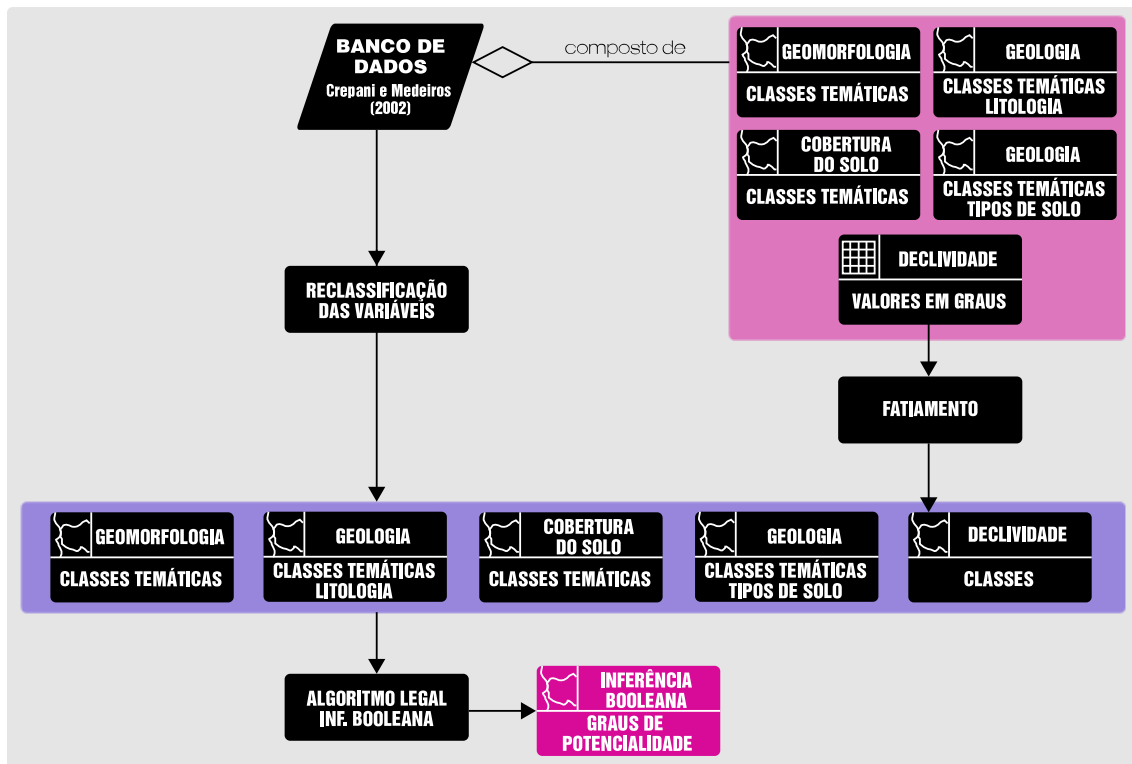 BANCO DE
DADOS
Crepani e Medeiros
(2002)
composto de
GEOMORFOLOGIA
CLASSES TEMÁTICAS
GEOLOGIA
CLASSES TEMÁTICAS
LITOLOGIA
COBERTURA
DO SOLO
CLASSES TEMÁTICAS
GEOLOGIA
CLASSES TEMÁTICAS
TIPOS DE SOLO
DECLIVIDADE
VALORES EM GRAUS
RECLASSIFICAÇÃO
DAS VARIÁVEIS
FATIAMENTO
GEOMORFOLOGIA
CLASSES TEMÁTICAS
GEOLOGIA
CLASSES TEMÁTICAS
LITOLOGIA
COBERTURA
DO SOLO
CLASSES TEMÁTICAS
GEOLOGIA
CLASSES TEMÁTICAS
TIPOS DE SOLO
DECLIVIDADE
CLASSES
ALGORÍTMO LEGAL
INF. BOOLEANA
INFERÊNCIA
BOOLEANA
GRAUS DE
POTENCIALIDADE